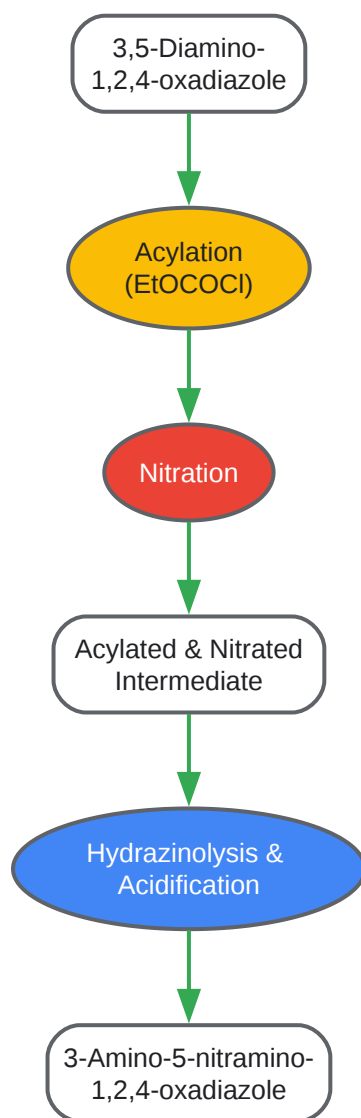 3,5-Diamino-
1,2,4-oxadiazole
Acylation
(EtOCOCl)
Nitration
Acylated & Nitrated
Intermediate
Hydrazinolysis &
Acidification
3-Amino-5-nitramino-
1,2,4-oxadiazole